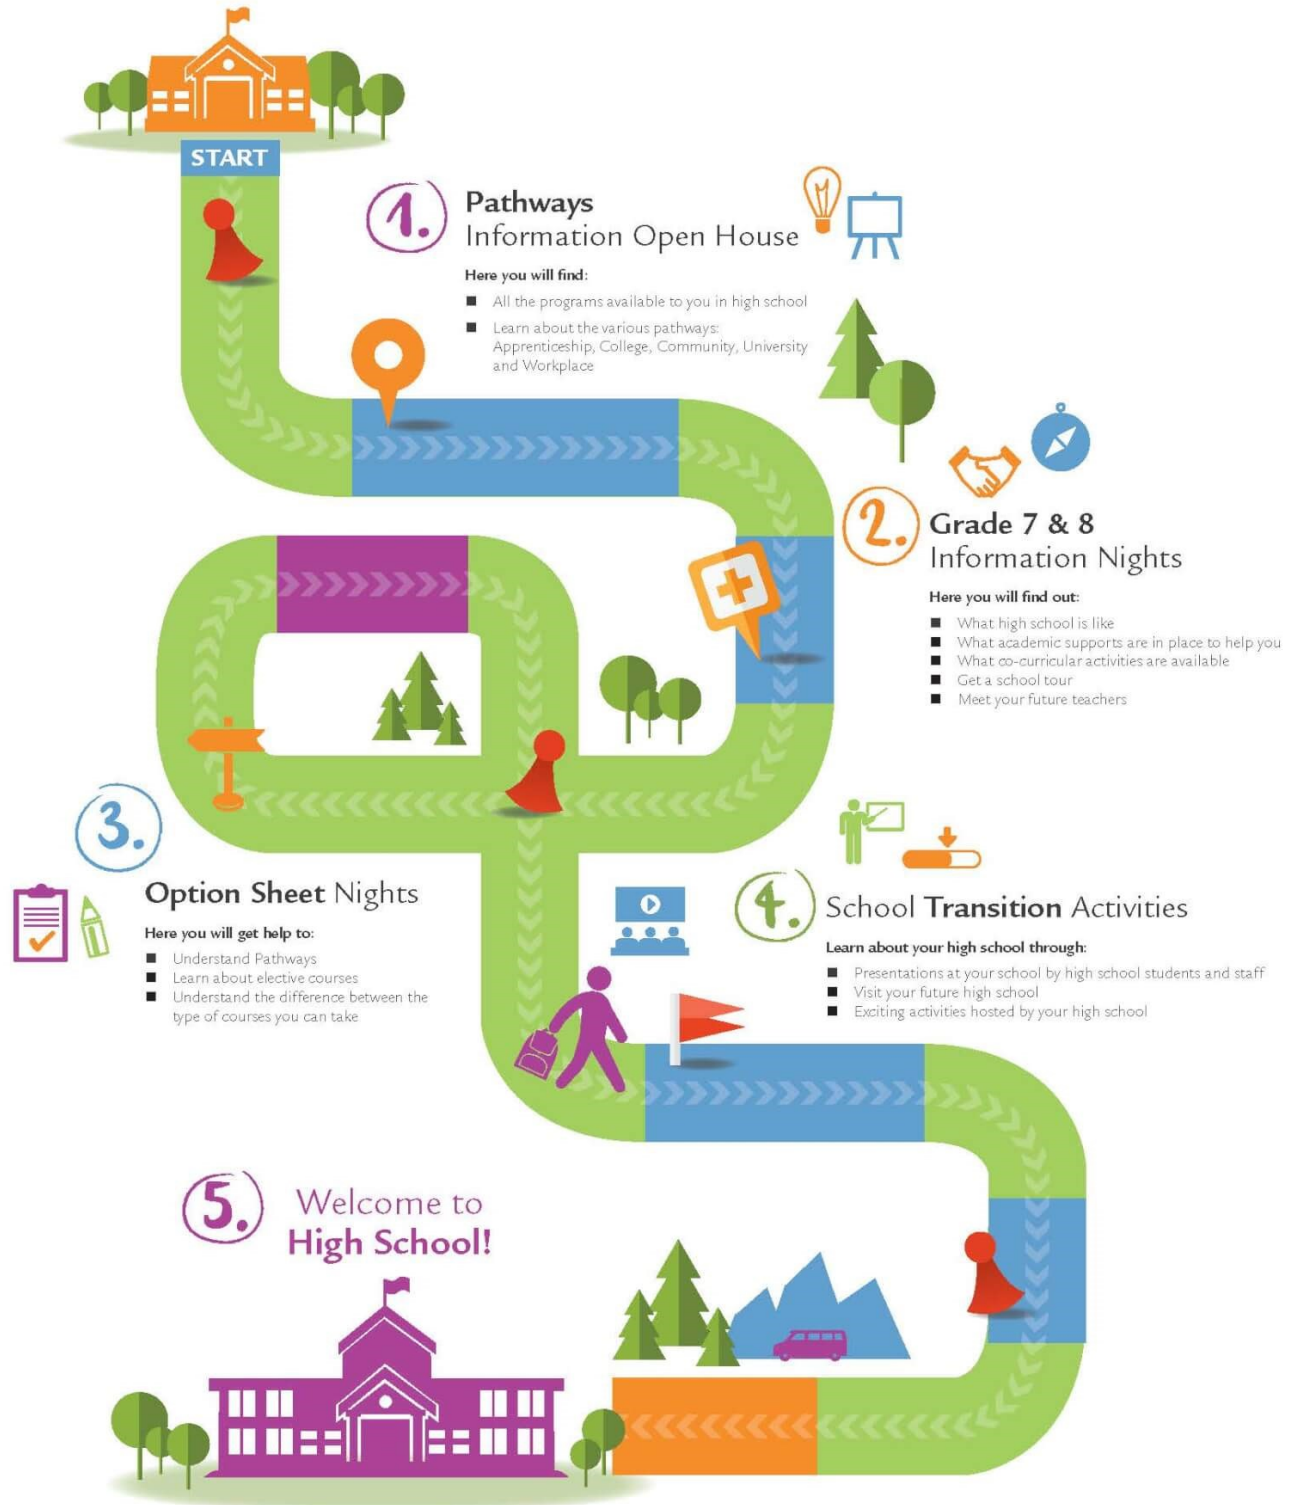 START
1.
Pathways
Information Open House
Here you will find:
■ All the programs available to you in high school
■ Learn about the various pathways:
Apprenticeship, College, Community, University
and Workplace
2.
Grade 7 & 8
Information Nights
Here you will find out:
■ What high school is like
■ What academic supports are in place to help you
■ What co-curricular activities are available
■ Get a school tour
■ Meet your future teachers
3.
Option Sheet Nights
Here you will get help to:
■ Understand Pathways
■ Learn about elective courses
■ Understand the difference between the
type of courses you can take
4.
School Transition Activities
Learn about your high school through:
■ Presentations at your school by high school students and staff
■ Visit your future high school
■ Exciting activities hosted by your high school
5.
Welcome to
High School!